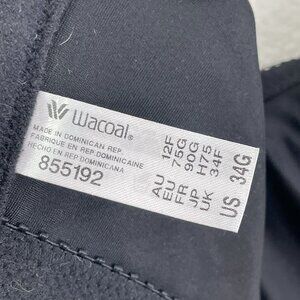 Wacoal®
MADE IN DOMINICAN REP.
FABRIQUE EN REP. DOMINICAINE
HECHO EN REP. DOMINICANA
855192
AU 12F
EU 75G
FR 90G
JP H75
UK 34F
US 34G